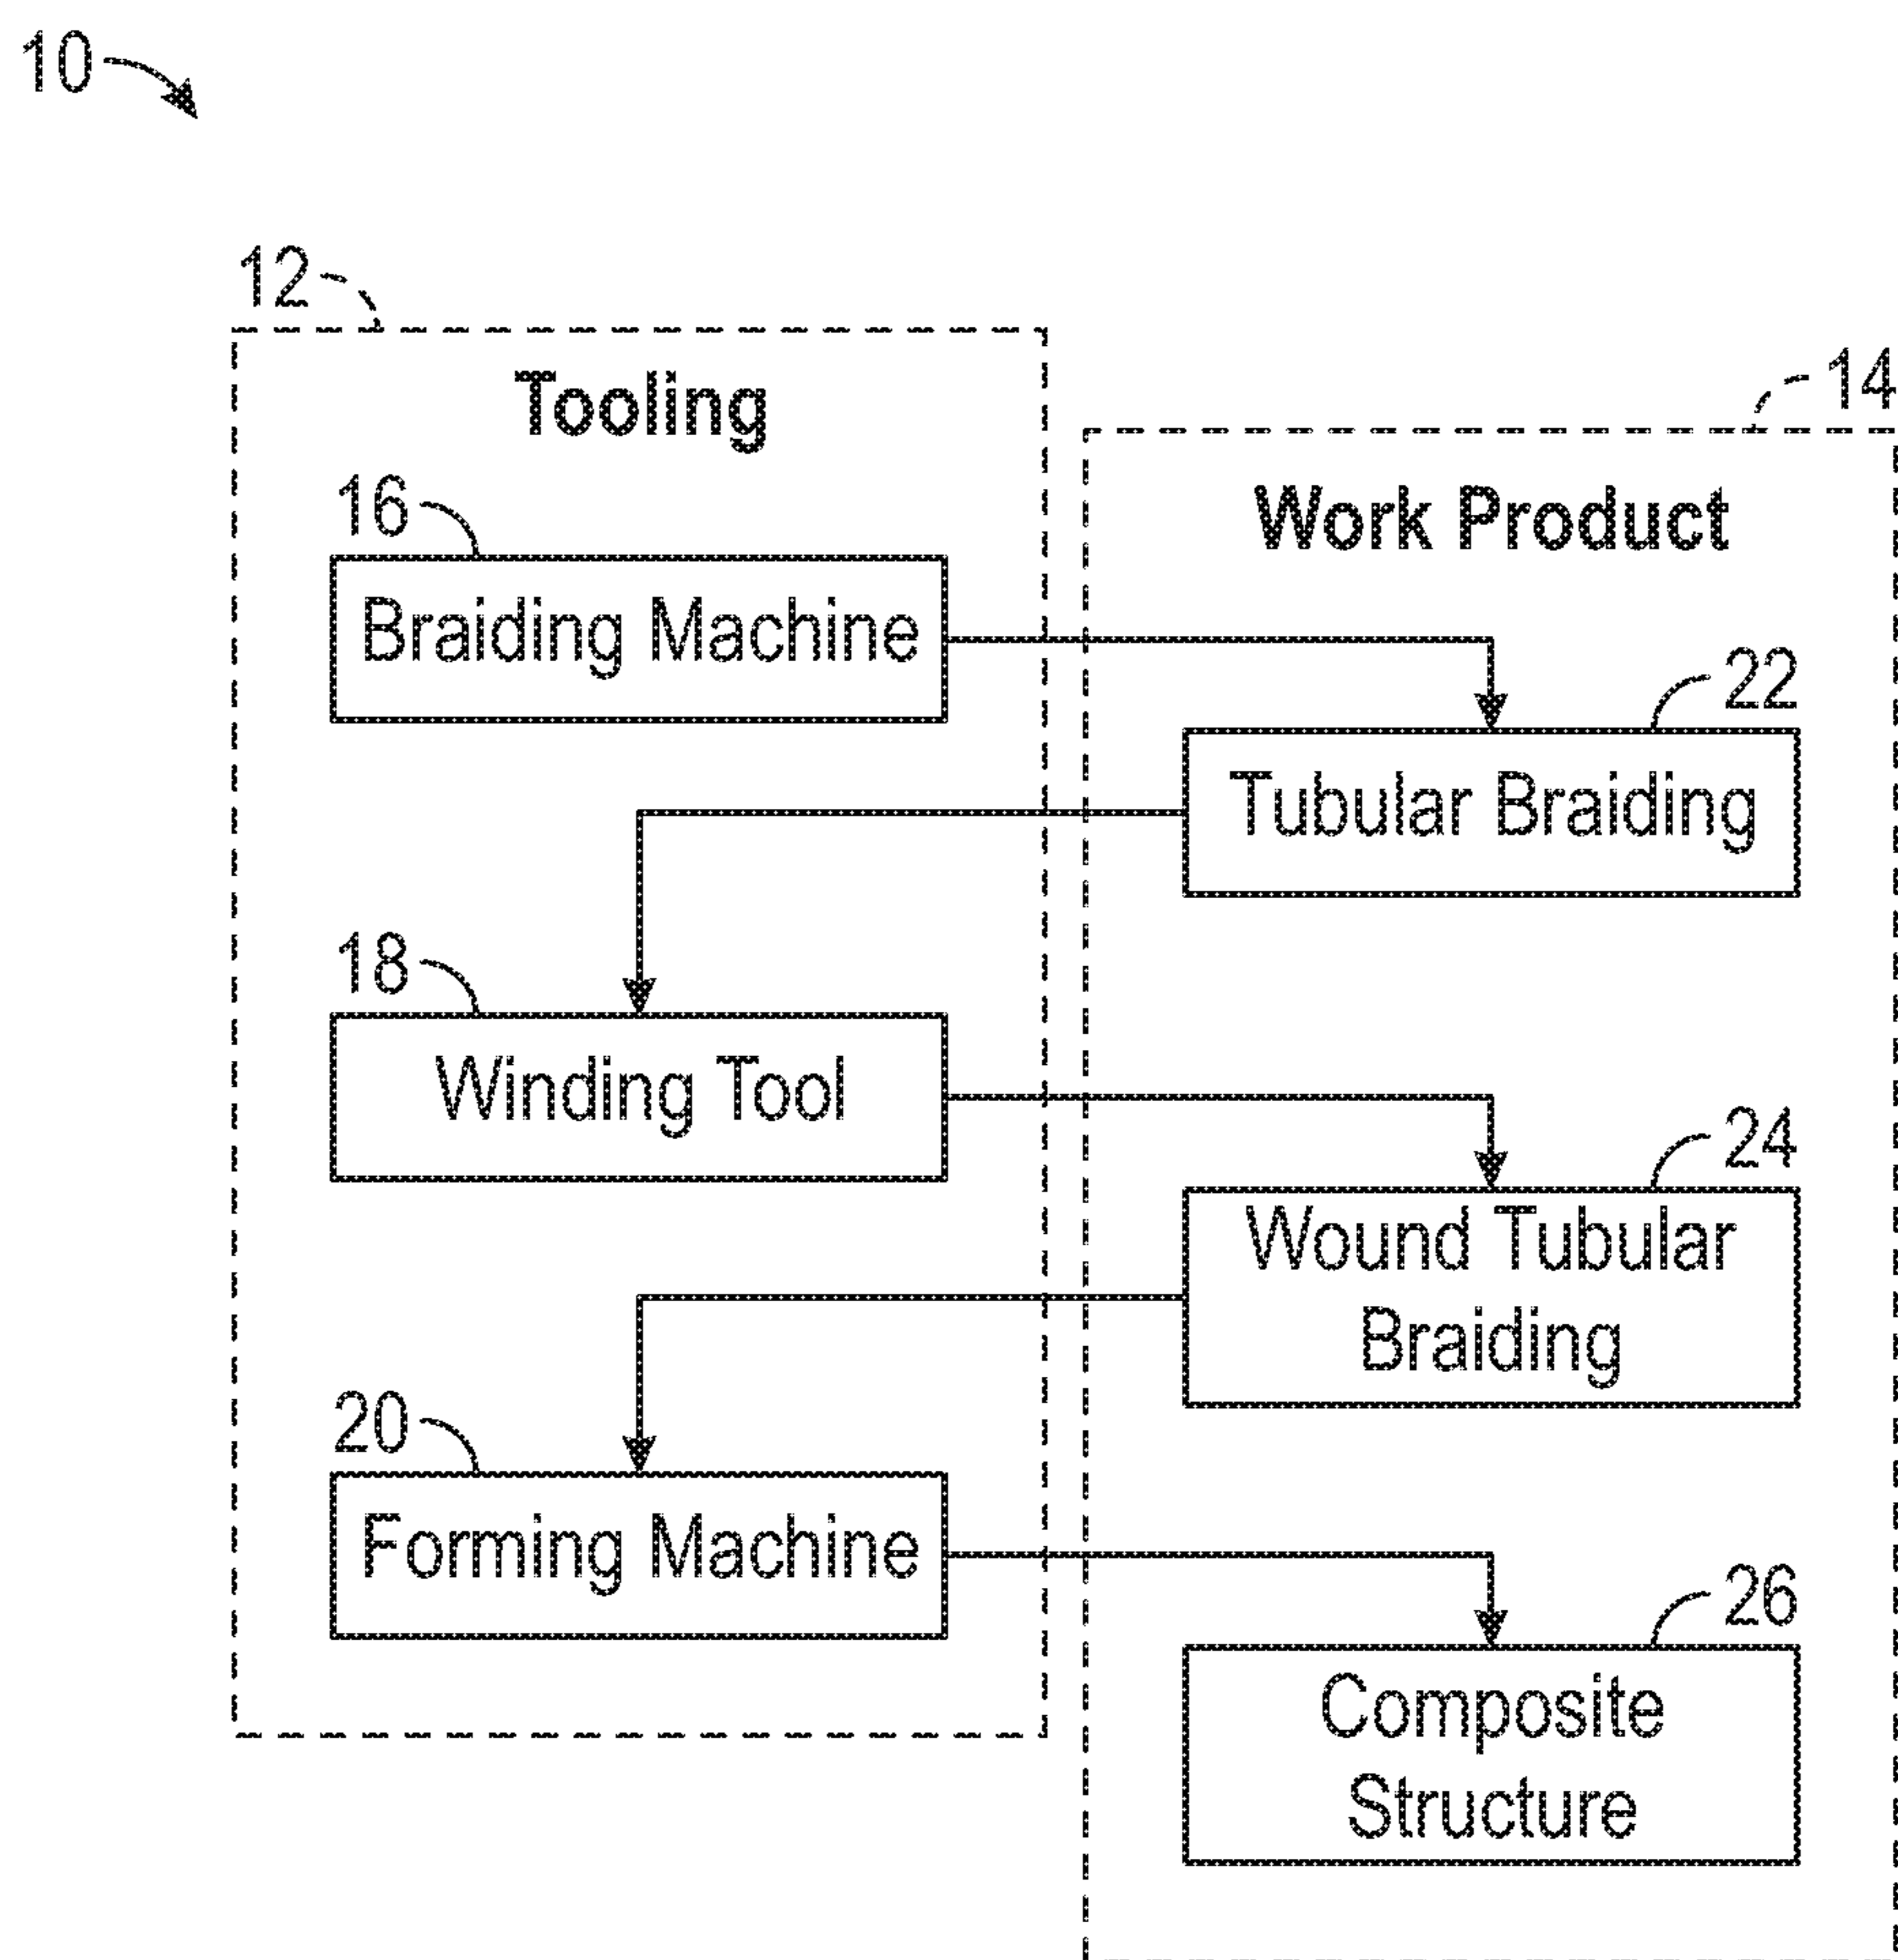 10
12
Tooling
14
Work Product
16
Braiding Machine
22
Tubular Braiding
18
Winding Tool
24
Wound Tubular
Braiding
20
Forming Machine
26
Composite
Structure